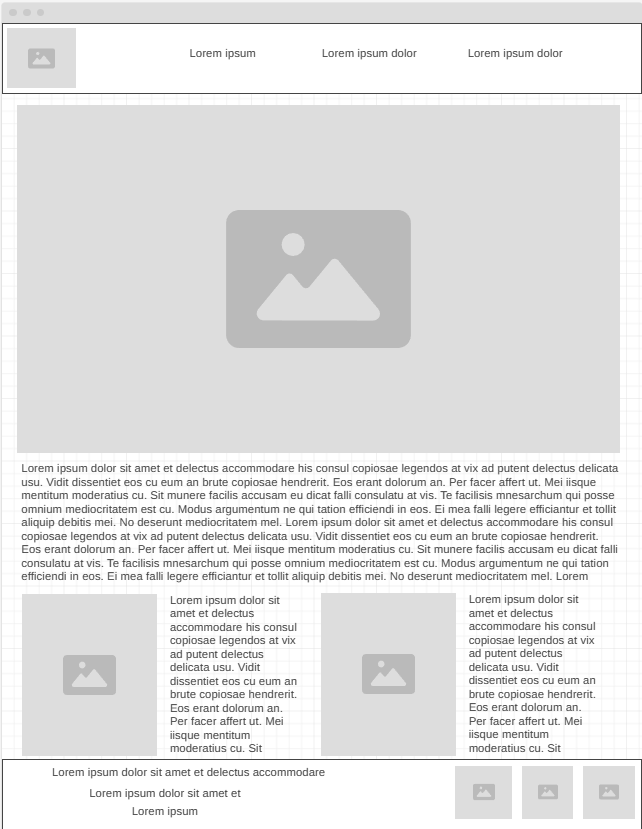 Lorem ipsum
Lorem ipsum dolor
Lorem ipsum dolor
Lorem ipsum dolor sit amet et delectus accommodare his consul copiosae legendos at vix ad putent delectus delicata
usu. Vidit dissentiet eos cu eum an brute copiosae hendrerit. Eos erant dolorum an. Per facer affert ut. Mei iisque
mentitum moderatius cu. Sit munere facilis accusam eu dicat falli consulatu at vis. Te facilisis mnesarchum qui posse
omnium mediocritatem est cu. Modus argumentum ne qui tation efficiendi in eos. Ei mea falli legere efficiantur et tollit
aliquip debitis mei. No deserunt mediocritatem mel. Lorem ipsum dolor sit amet et delectus accommodare his consul
copiosae legendos at vix ad putent delectus delicata usu. Vidit dissentiet eos cu eum an brute copiosae hendrerit.
Eos erant dolorum an. Per facer affert ut. Mei iisque mentitum moderatius cu. Sit munere facilis accusam eu dicat falli
consulatu at vis. Te facilisis mnesarchum qui posse omnium mediocritatem est cu. Modus argumentum ne qui tation
efficiendi in eos. Ei mea falli legere efficiantur et tollit aliquip debitis mei. No deserunt mediocritatem mel. Lorem
Lorem ipsum dolor sit
amet et delectus
accommodare his consul
copiosae legendos at vix
ad putent delectus
delicata usu. Vidit
dissentiet eos cu eum an
brute copiosae hendrerit.
Eos erant dolorum an.
Per facer affert ut. Mei
iisque mentitum
moderatius cu. Sit
Lorem ipsum dolor sit
amet et delectus
accommodare his consul
copiosae legendos at vix
ad putent delectus
delicata usu. Vidit
dissentiet eos cu eum an
brute copiosae hendrerit.
Eos erant dolorum an.
Per facer affert ut. Mei
iisque mentitum
moderatius cu. Sit
Lorem ipsum dolor sit amet et delectus accommodare
Lorem ipsum dolor sit amet et
Lorem ipsum